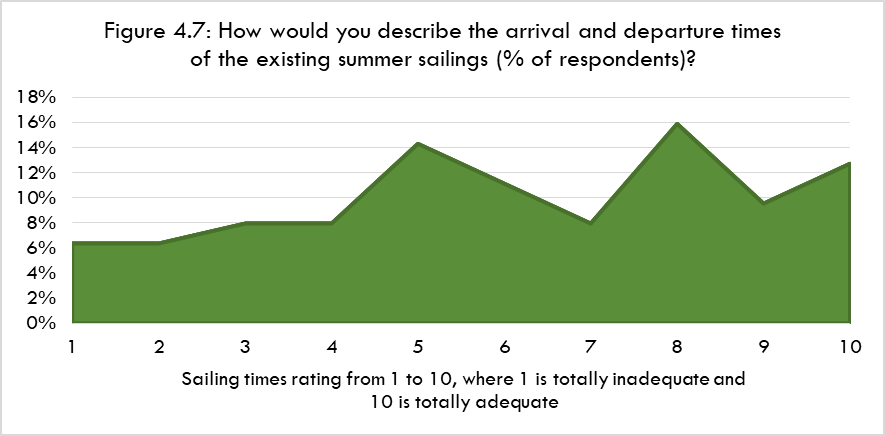 Figure 4.7: How would you describe the arrival and departure times
of the existing summer sailings (% of respondents)?
18%
16%
14%
12%
10%
8%
6%
4%
2%
0%
1 2 3 4 5 6 7 8 9 10
Sailing times rating from 1 to 10, where 1 is totally inadequate and
10 is totally adequate